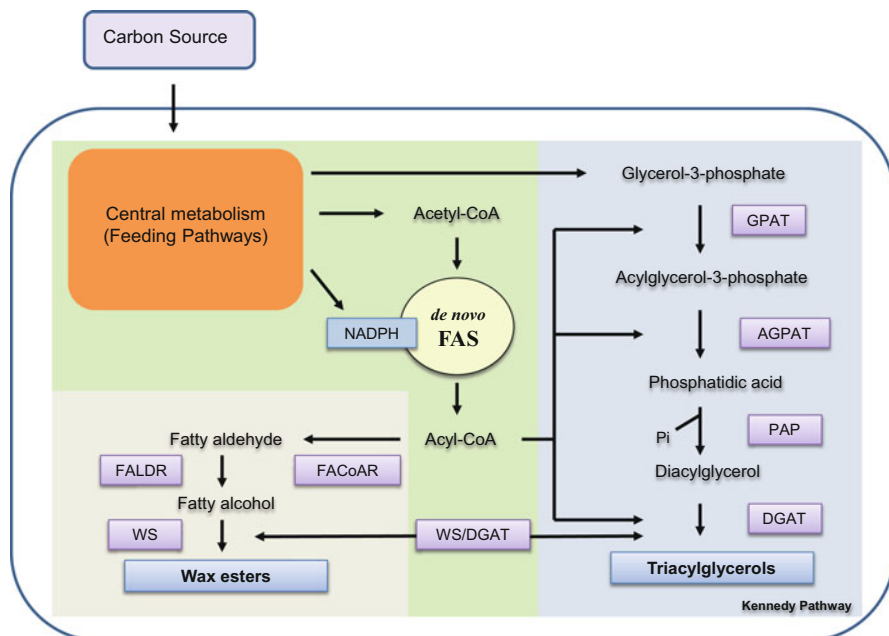 Carbon Source
Central metabolism
(Feeding Pathways)
Acetyl-CoA
NADPH
de novo
FAS
Acyl-CoA
Fatty aldehyde
FALDR
FACoAR
Fatty alcohol
WS
WS/DGAT
Wax esters
Glycerol-3-phosphate
GPAT
Acylglycerol-3-phosphate
AGPAT
Phosphatidic acid
Pi
PAP
Diacylglycerol
DGAT
Triacylglycerols
Kennedy Pathway